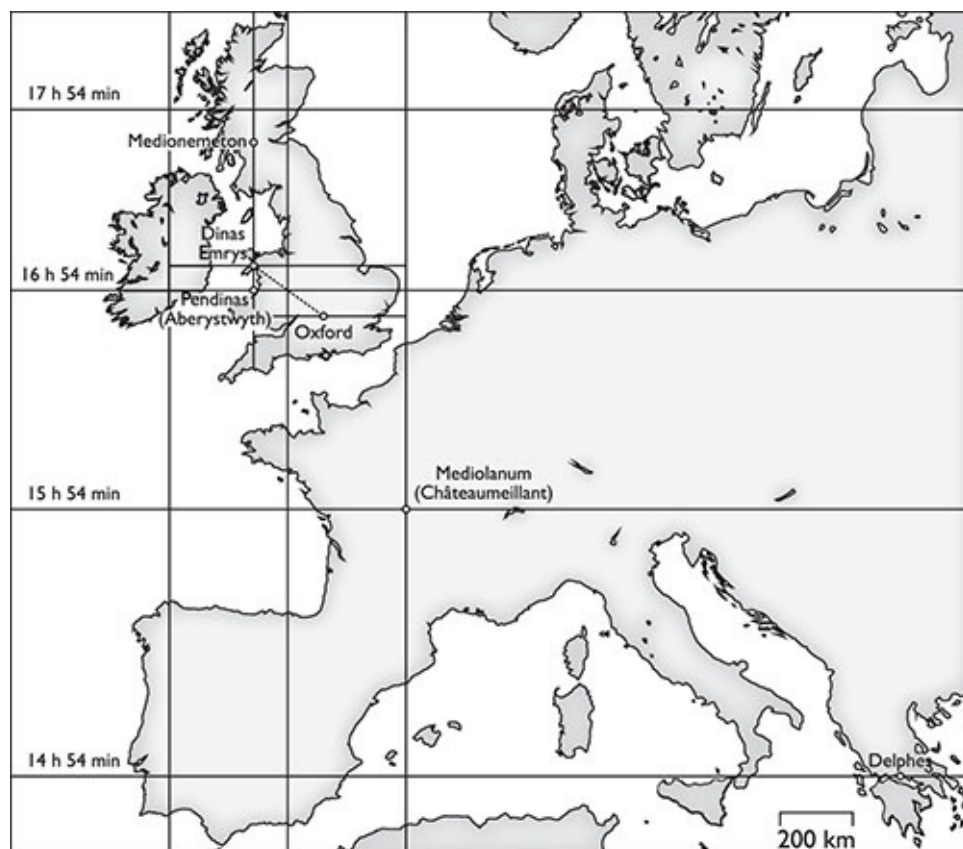 17 h 54 min
Medionemeton
Dinas
Emrys
16 h 54 min
Pendinas
(Aberystwyth)
Oxford
Mediolanum
(Châteaumeillant)
15 h 54 min
14 h 54 min
Delphes
200 km